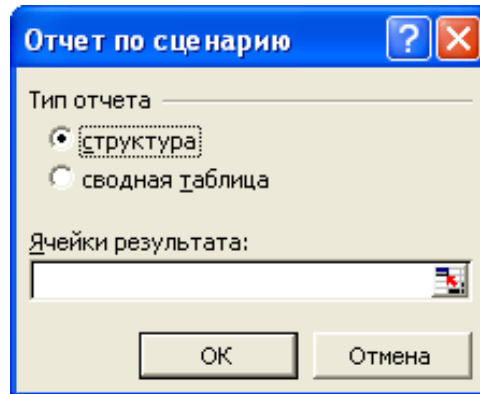 Отчет по сценарию
Тип отчета
структура
сводная таблица
Ячейки результата:
ОК
Отмена